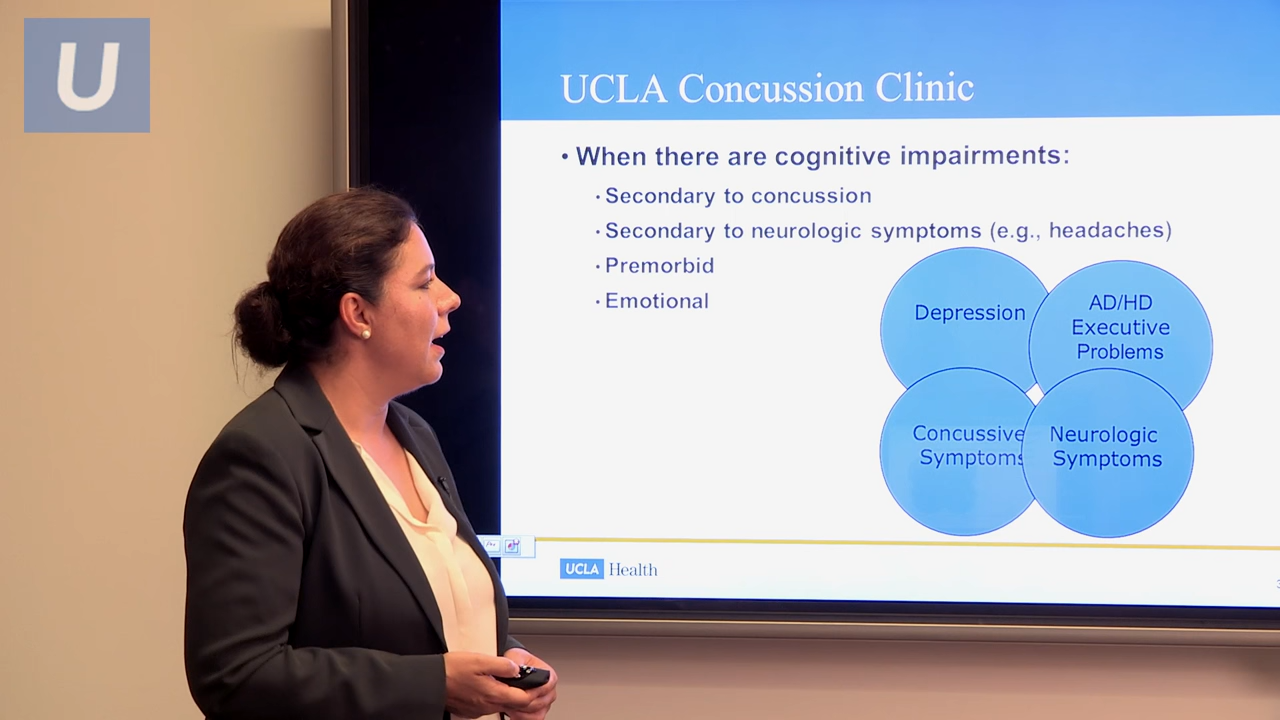 U
UCLA Concussion Clinic
• When there are cognitive impairments:
• Secondary to concussion
• Secondary to neurologic symptoms (e.g., headaches)
• Premorbid
• Emotional
Depression
AD/HD
Executive
Problems
Concussive
Symptoms
Neurologic
Symptoms
UCLA Health